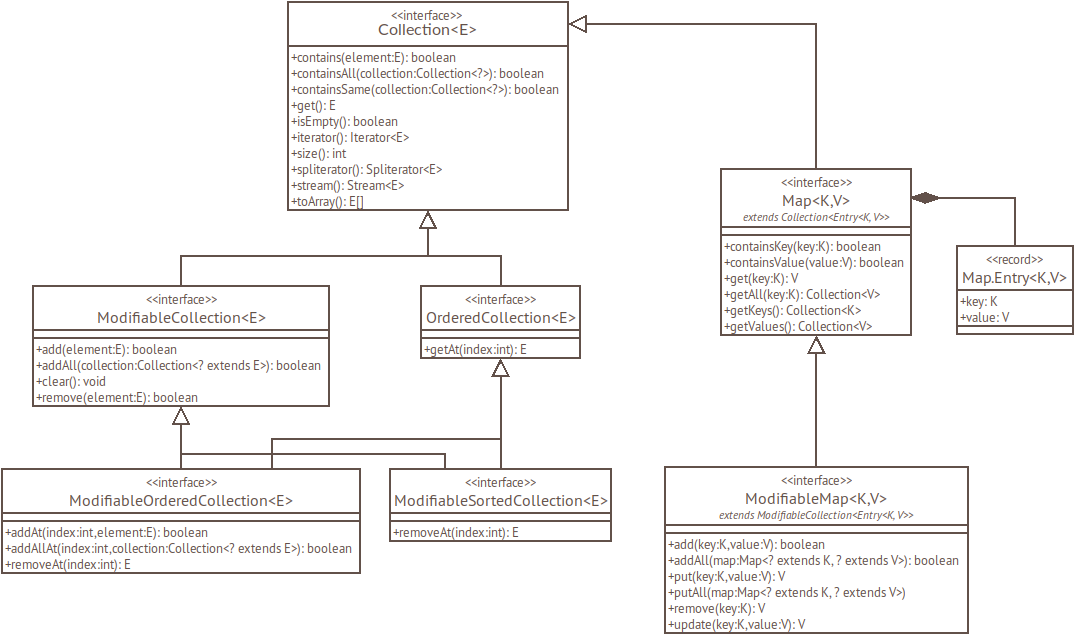 <<interface>>
Collection<E>
+contains(element:E): boolean
+containsAll(collection:Collection<?>): boolean
+containsSame(collection:Collection<?>): boolean
+get(): E
+isEmpty(): boolean
+iterator(): Iterator<E>
+size(): int
+spliterator(): Spliterator<E>
+stream(): Stream<E>
+toArray(): E[]
<<interface>>
Map<K,V>
extends Collection<Entry<K,V>>
+containsKey(key:K): boolean
+containsValue(value:V): boolean
+get(key:K): V
+getAll(key:K): Collection<V>
+getKeys(): Collection<K>
+getValues(): Collection<V>
<<record>>
Map.Entry<K,V>
+key: K
+value: V
<<interface>>
ModifiableCollection<E>
+add(element:E): boolean
+addAll(collection:Collection<? extends E>): boolean
+clear(): void
+remove(element:E): boolean
<<interface>>
OrderedCollection<E>
+getAt(index:int): E
<<interface>>
ModifiableOrderedCollection<E>
+addAt(index:int,element:E): boolean
+addAllAt(index:int,collection:Collection<? extends E>): boolean
+removeAt(index:int): E
<<interface>>
ModifiableSortedCollection<E>
+removeAt(index:int): E
<<interface>>
ModifiableMap<K,V>
extends ModifiableCollection<Entry<K,V>>
+add(key:K,value:V): boolean
+addAll(map:Map<? extends K, ? extends V>): boolean
+put(key:K,value:V): V
+putAll(map:Map<? extends K, ? extends V>)
+remove(key:K): V
+update(key:K,value:V): V